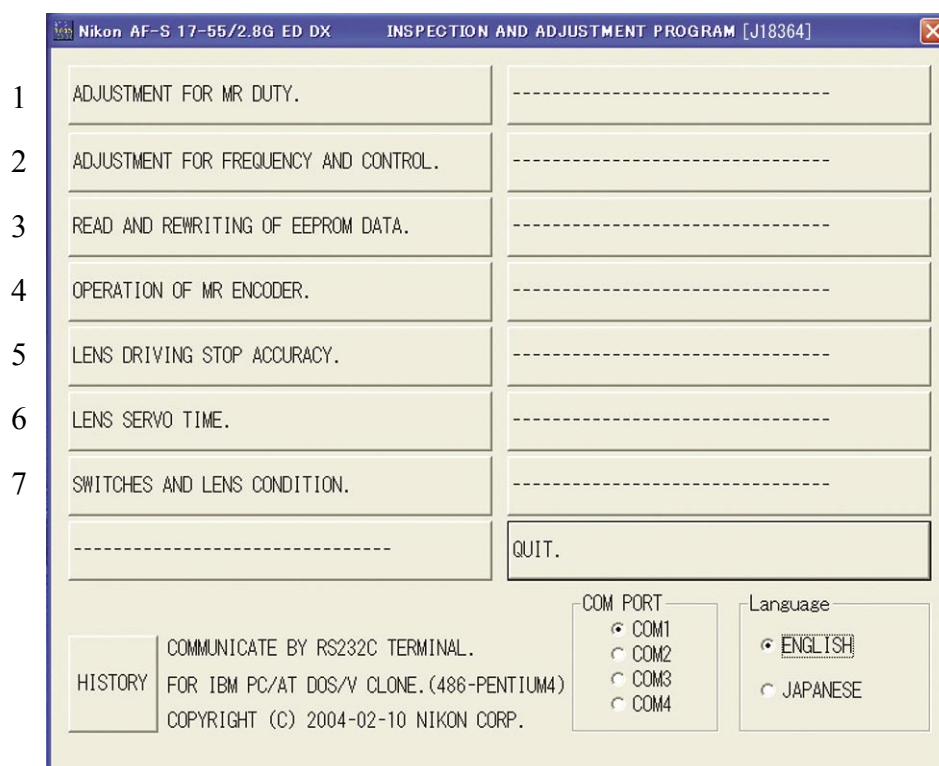 Nikon AF-S 17-55/2.8G ED DX INSPECTION AND ADJUSTMENT PROGRAM [J18364]
1 ADJUSTMENT FOR MR DUTY. --------------------------------
2 ADJUSTMENT FOR FREQUENCY AND CONTROL. --------------------------------
3 READ AND REWRITING OF EEPROM DATA. --------------------------------
4 OPERATION OF MR ENCODER. --------------------------------
5 LENS DRIVING STOP ACCURACY. --------------------------------
6 LENS SERVO TIME. --------------------------------
7 SWITCHES AND LENS CONDITION. --------------------------------
-------------------------------- QUIT.
HISTORY
COMMUNICATE BY RS232C TERMINAL.
FOR IBM PC/AT DOS/V CLONE.(486-PENTIUM4)
COPYRIGHT (C) 2004-02-10 NIKON CORP.
COM PORT
COM1
COM2
COM3
COM4
Language
ENGLISH
JAPANESE